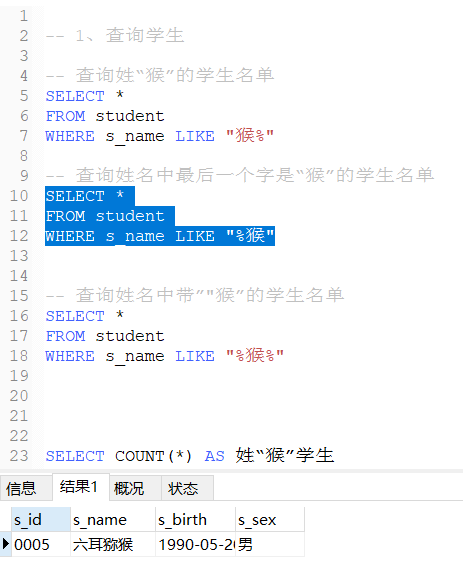 1
2 -- 1、查询学生
3
4 -- 查询姓“猴”的学生名单
5 SELECT *
6 FROM student
7 WHERE s_name LIKE "猴%"
8
9 -- 查询姓名中最后一个字是“猴”的学生名单
10 SELECT *
11 FROM student
12 WHERE s_name LIKE "%猴"
13
14
15 -- 查询姓名中带”"猴”的学生名单
16 SELECT *
17 FROM student
18 WHERE s_name LIKE "%猴%"
19
20
21
22
23 SELECT COUNT(*) AS 姓“猴”学生
信息 结果1 概况 状态
s_id s_name s_birth s_sex
0005 六耳猕猴 1990-05-20 男